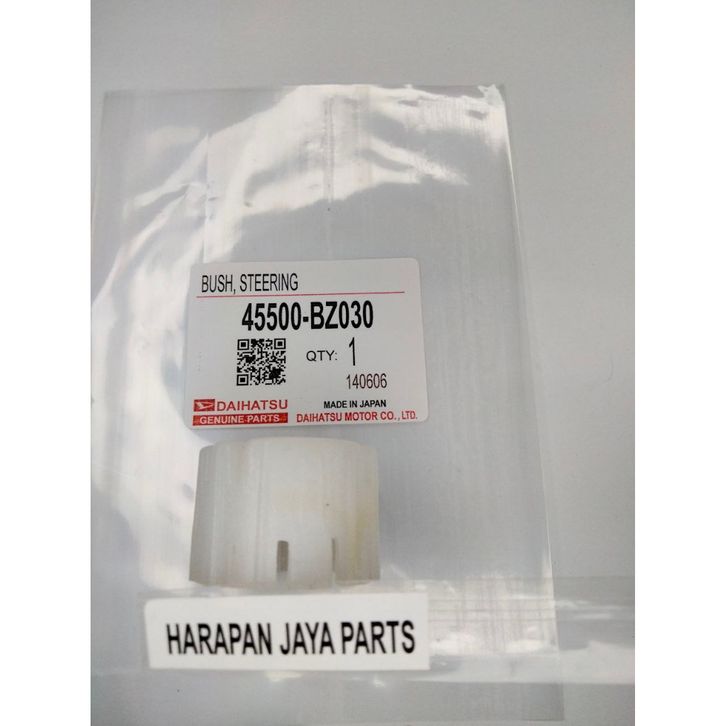 BUSH, STEERING
45500-BZ030
QTY: 1
140606
DAIHATSU
GENUINE PARTS
MADE IN JAPAN
DAIHATSU MOTOR CO., LTD.
HARAPAN JAYA PARTS